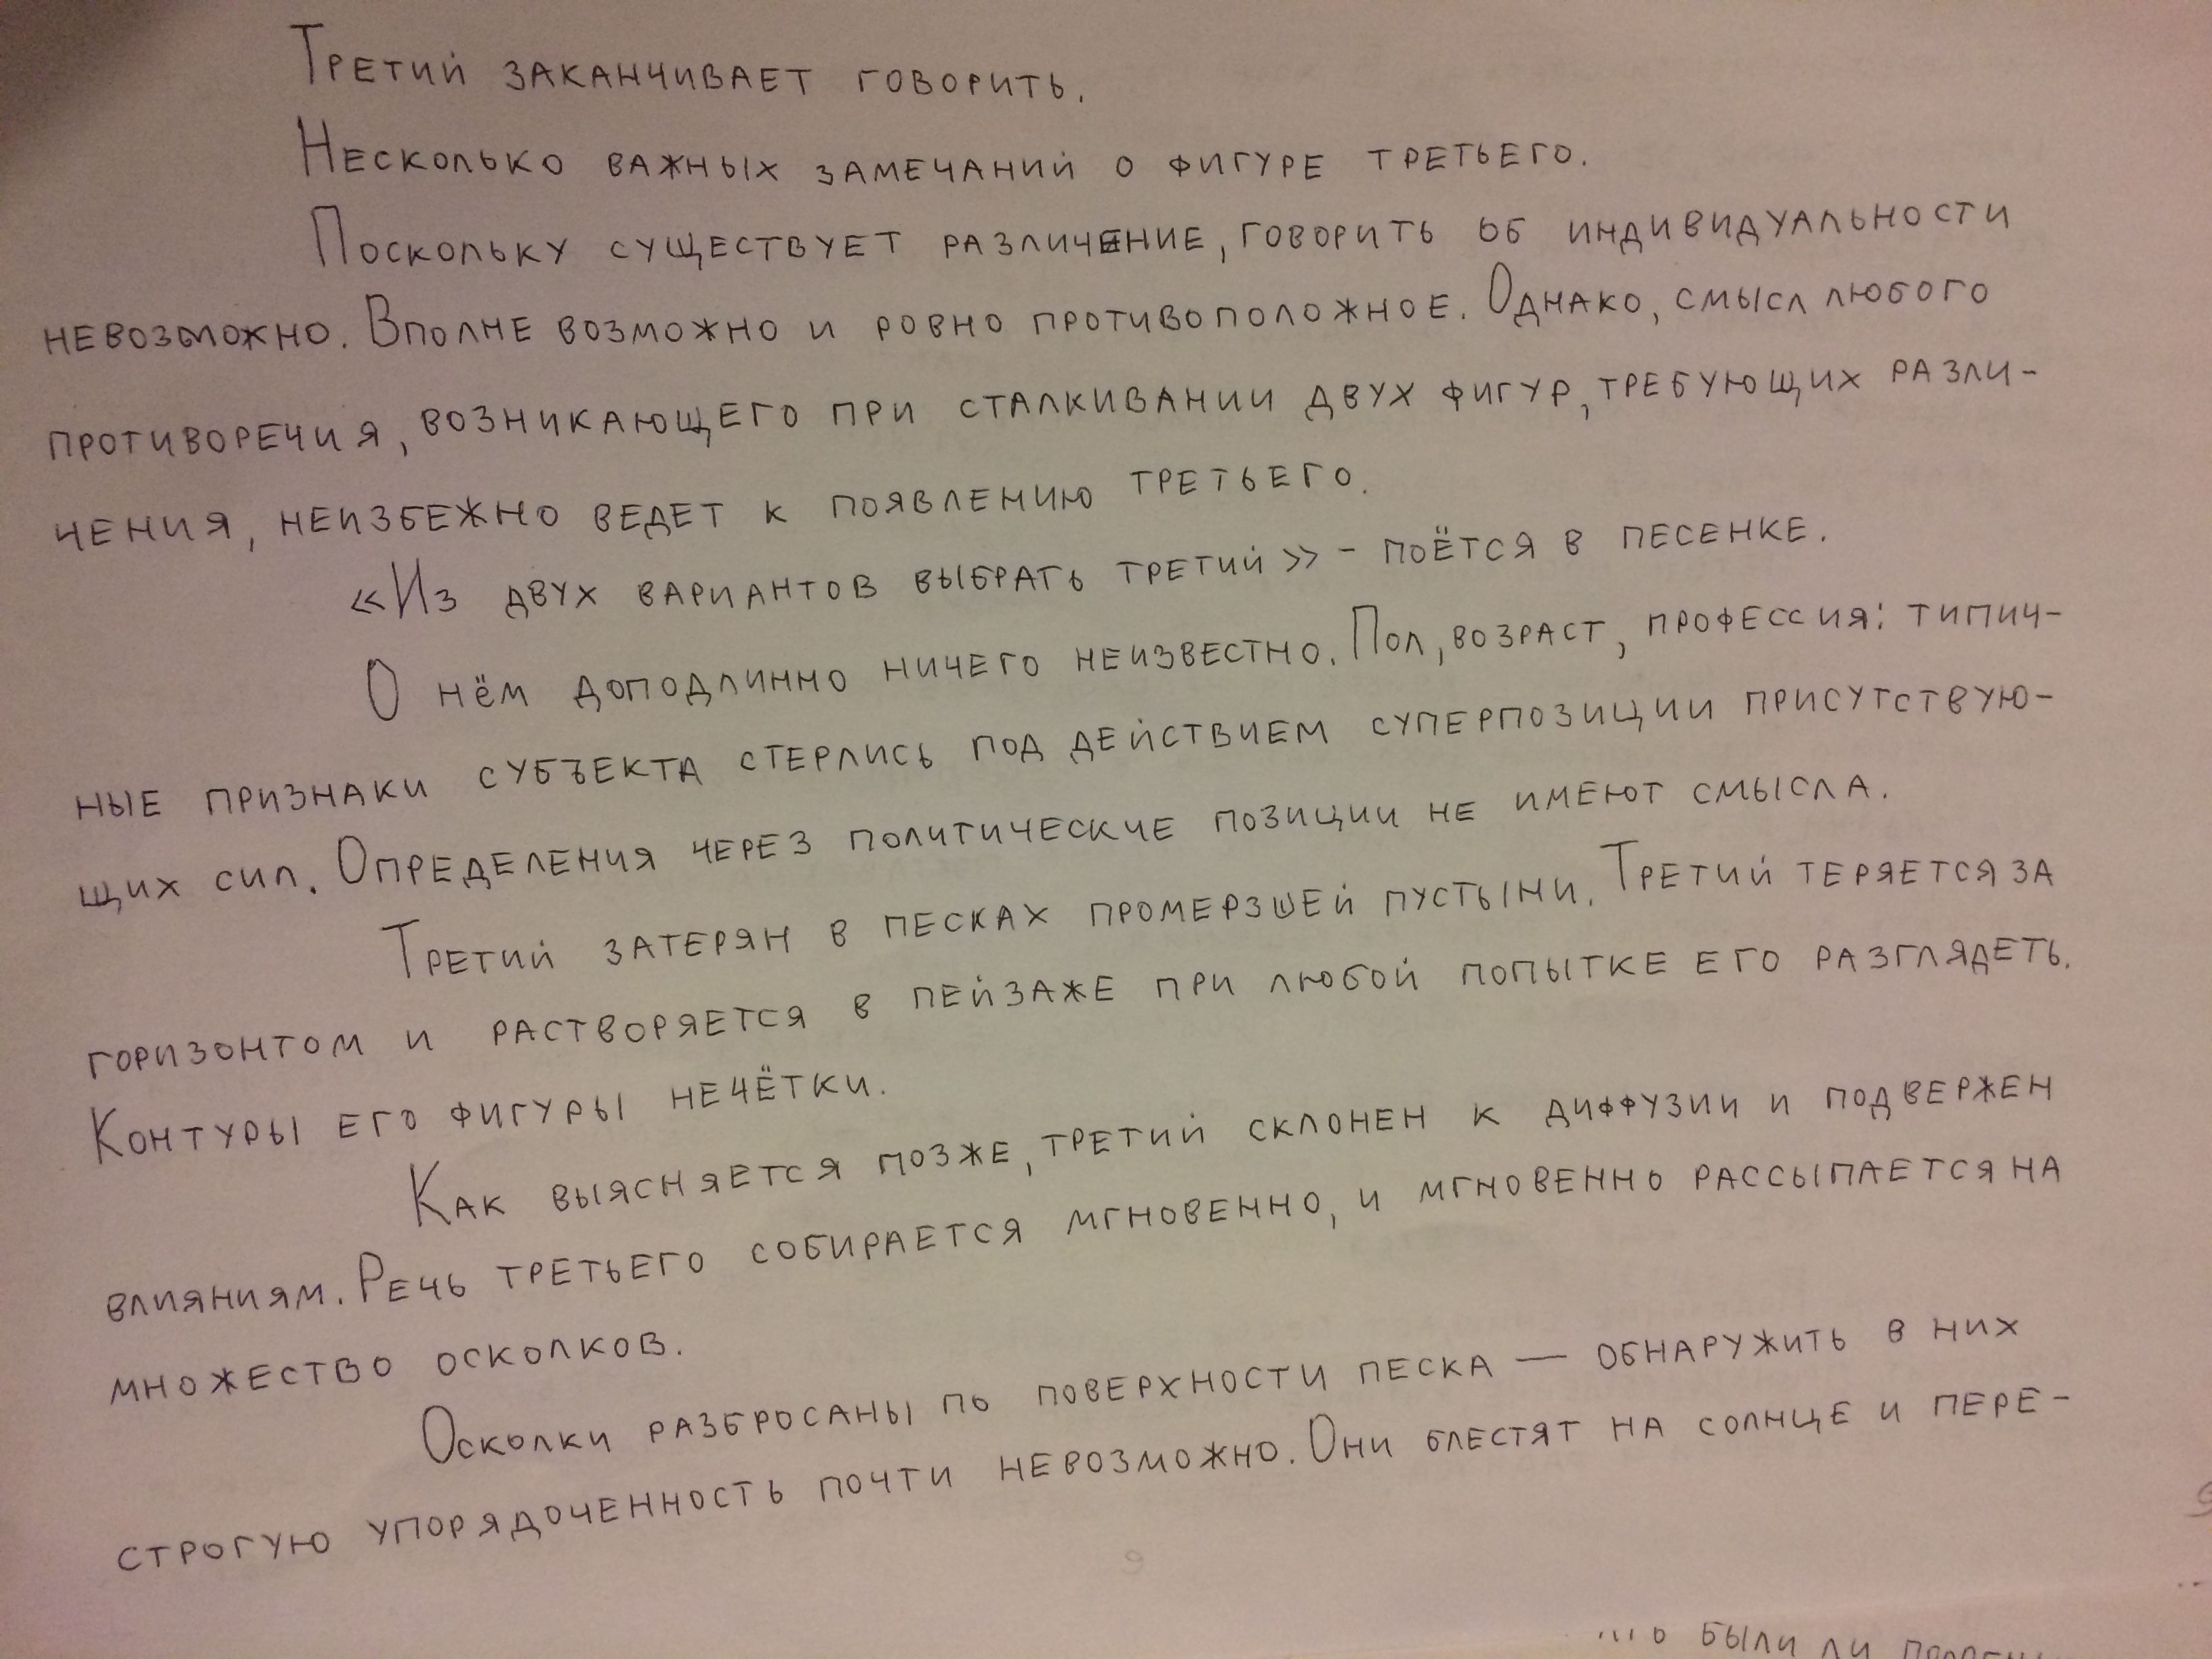 Третий заканчивает говорить.
Несколько важных замечаний о фигуре третьего.
Поскольку существует различение, говорить об индивидуальности
невозможно. Вполне возможно и ровно противоположное. Однако, смысл любого
противоречия, возникающего при сталкивании двух фигур, требующих разли-
чения, неизбежно ведет к появлению третьего.
«Из двух вариантов выбрать третий» - поётся в песенке.
О нём доподлинно ничего неизвестно. Пол, возраст, профессия: типич-
ные признаки субъекта стерлись под действием суперпозиции присутствую-
щих сил. Определения через политические позиции не имеют смысла.
Третий затерян в песках промерзшей пустыни. Третий теряется за
горизонтом и растворяется в пейзаже при любой попытке его разглядеть.
Контуры его фигуры нечётки.
Как выясняется позже, третий склонен к диффузии и подвержен
влияниям. Речь третьего собирается мгновенно, и мгновенно рассыпается на
множество осколков.
Осколки разбросаны по поверхности песка — обнаружить в них
строгую упорядоченность почти невозможно. Они блестят на солнце и пере-
9
были ли